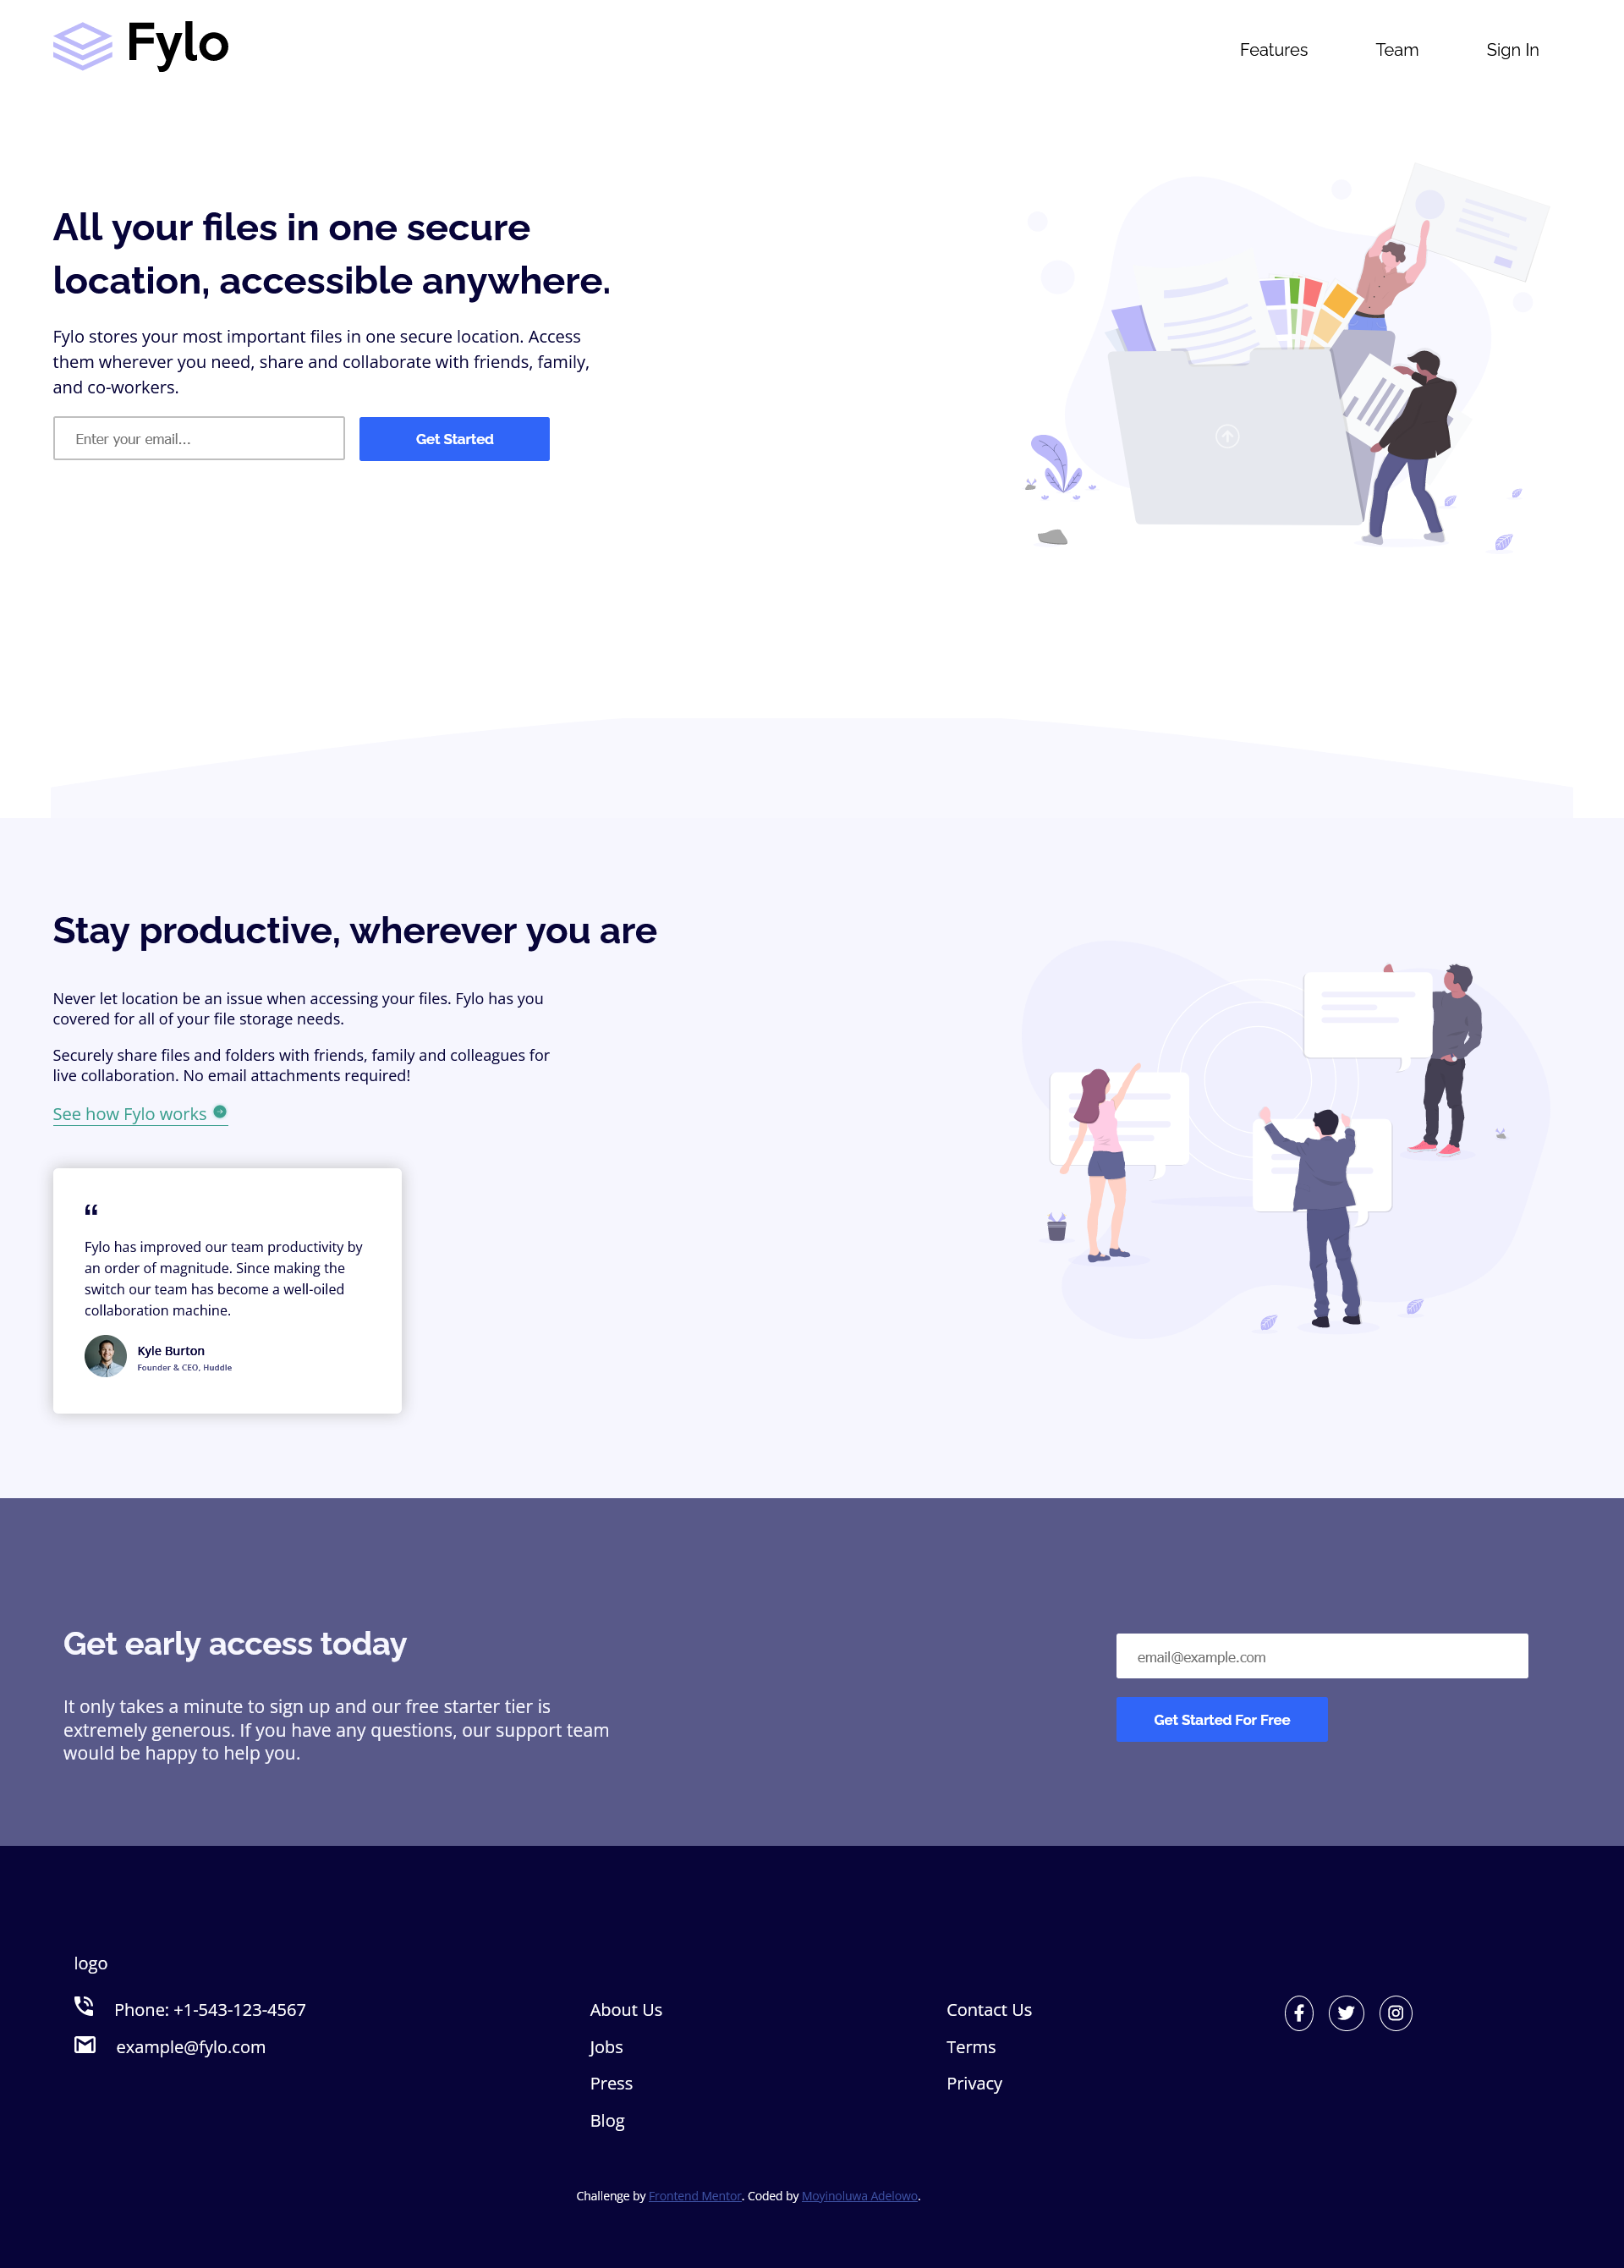 Fylo
Features
Team
Sign In
All your files in one secure
location, accessible anywhere.
Fylo stores your most important files in one secure location. Access
them wherever you need, share and collaborate with friends, family,
and co-workers.
Enter your email...
Get Started
Stay productive, wherever you are
Never let location be an issue when accessing your files. Fylo has you
covered for all of your file storage needs.
Securely share files and folders with friends, family and colleagues for
live collaboration. No email attachments required!
See how Fylo works
“
Fylo has improved our team productivity by
an order of magnitude. Since making the
switch our team has become a well-oiled
collaboration machine.
Kyle Burton
Founder & CEO, Huddle
Get early access today
It only takes a minute to sign up and our free starter tier is
extremely generous. If you have any questions, our support team
would be happy to help you.
email@example.com
Get Started For Free
logo
Phone: +1-543-123-4567
example@fylo.com
About Us
Jobs
Press
Blog
Contact Us
Terms
Privacy
Challenge by Frontend Mentor. Coded by Moyinoluwa Adelowo.